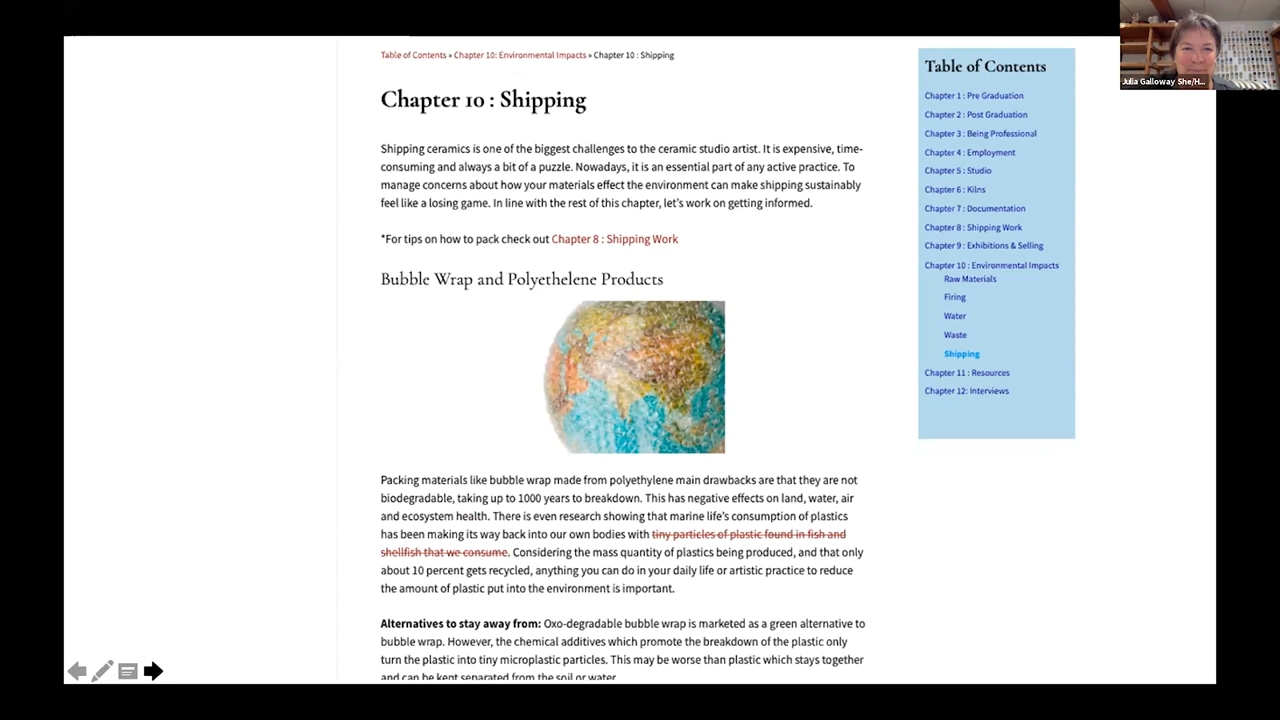 Table of Contents » Chapter 10: Environmental Impacts » Chapter 10 : Shipping
Chapter 10 : Shipping
Shipping ceramics is one of the biggest challenges to the ceramic studio artist. It is expensive, time-
consuming and always a bit of a puzzle. Nowadays, it is an essential part of any active practice. To
manage concerns about how your materials effect the environment can make shipping sustainably
feel like a losing game. In line with the rest of this chapter, let's work on getting informed.
*For tips on how to pack check out Chapter 8 : Shipping Work
Bubble Wrap and Polyethelene Products
Packing materials like bubble wrap made from polyethylene main drawbacks are that they are not
biodegradable, taking up to 1000 years to breakdown. This has negative effects on land, water, air
and ecosystem health. There is even research showing that marine life's consumption of plastics
has been making its way back into our own bodies with tiny particles of plastic found in fish and
shellfish that we consume. Considering the mass quantity of plastics being produced, and that only
about 10 percent gets recycled, anything you can do in your daily life or artistic practice to reduce
the amount of plastic put into the environment is important.
Alternatives to stay away from: Oxo-degradable bubble wrap is marketed as a green alternative to
bubble wrap. However, the chemical additives which promote the breakdown of the plastic only
turn the plastic into tiny microplastic particles. This may be worse than plastic which stays together
and can be kept separated from the soil or water.
Table of Contents
Chapter 1 : Pre Graduation
Chapter 2 : Post Graduation
Chapter 3 : Being Professional
Chapter 4 : Employment
Chapter 5 : Studio
Chapter 6 : Kilns
Chapter 7 : Documentation
Chapter 8 : Shipping Work
Chapter 9 : Exhibitions & Selling
Chapter 10 : Environmental Impacts
Raw Materials
Firing
Water
Waste
Shipping
Chapter 11 : Resources
Chapter 12: Interviews
Julia Galloway She/H...